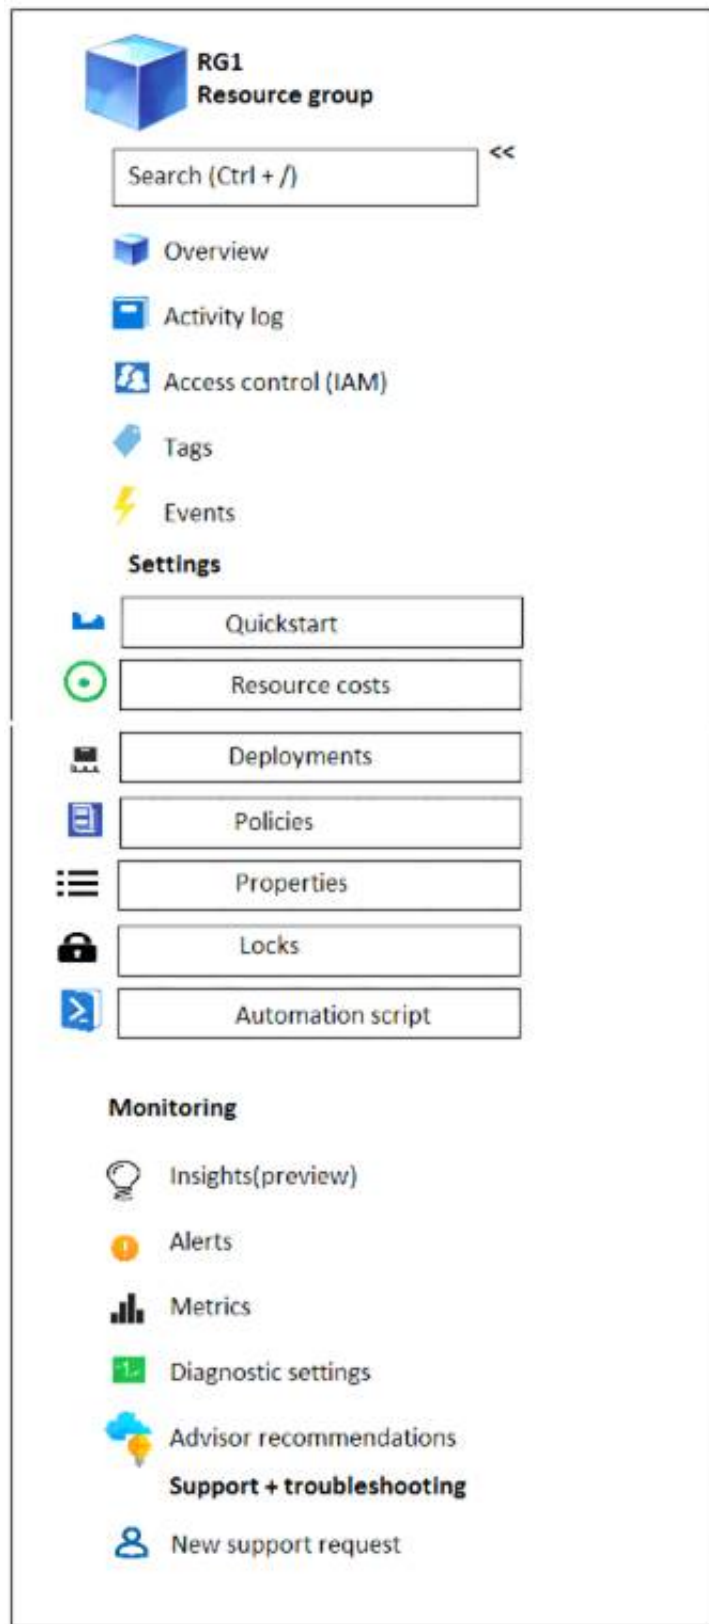 RG1
Resource group
<<
Search (Ctrl + /)
Overview
Activity log
Access control (IAM)
Tags
Events
Settings
Quickstart
Resource costs
Deployments
Policies
Properties
Locks
Automation script
Monitoring
Insights(preview)
Alerts
Metrics
Diagnostic settings
Advisor recommendations
Support + troubleshooting
New support request